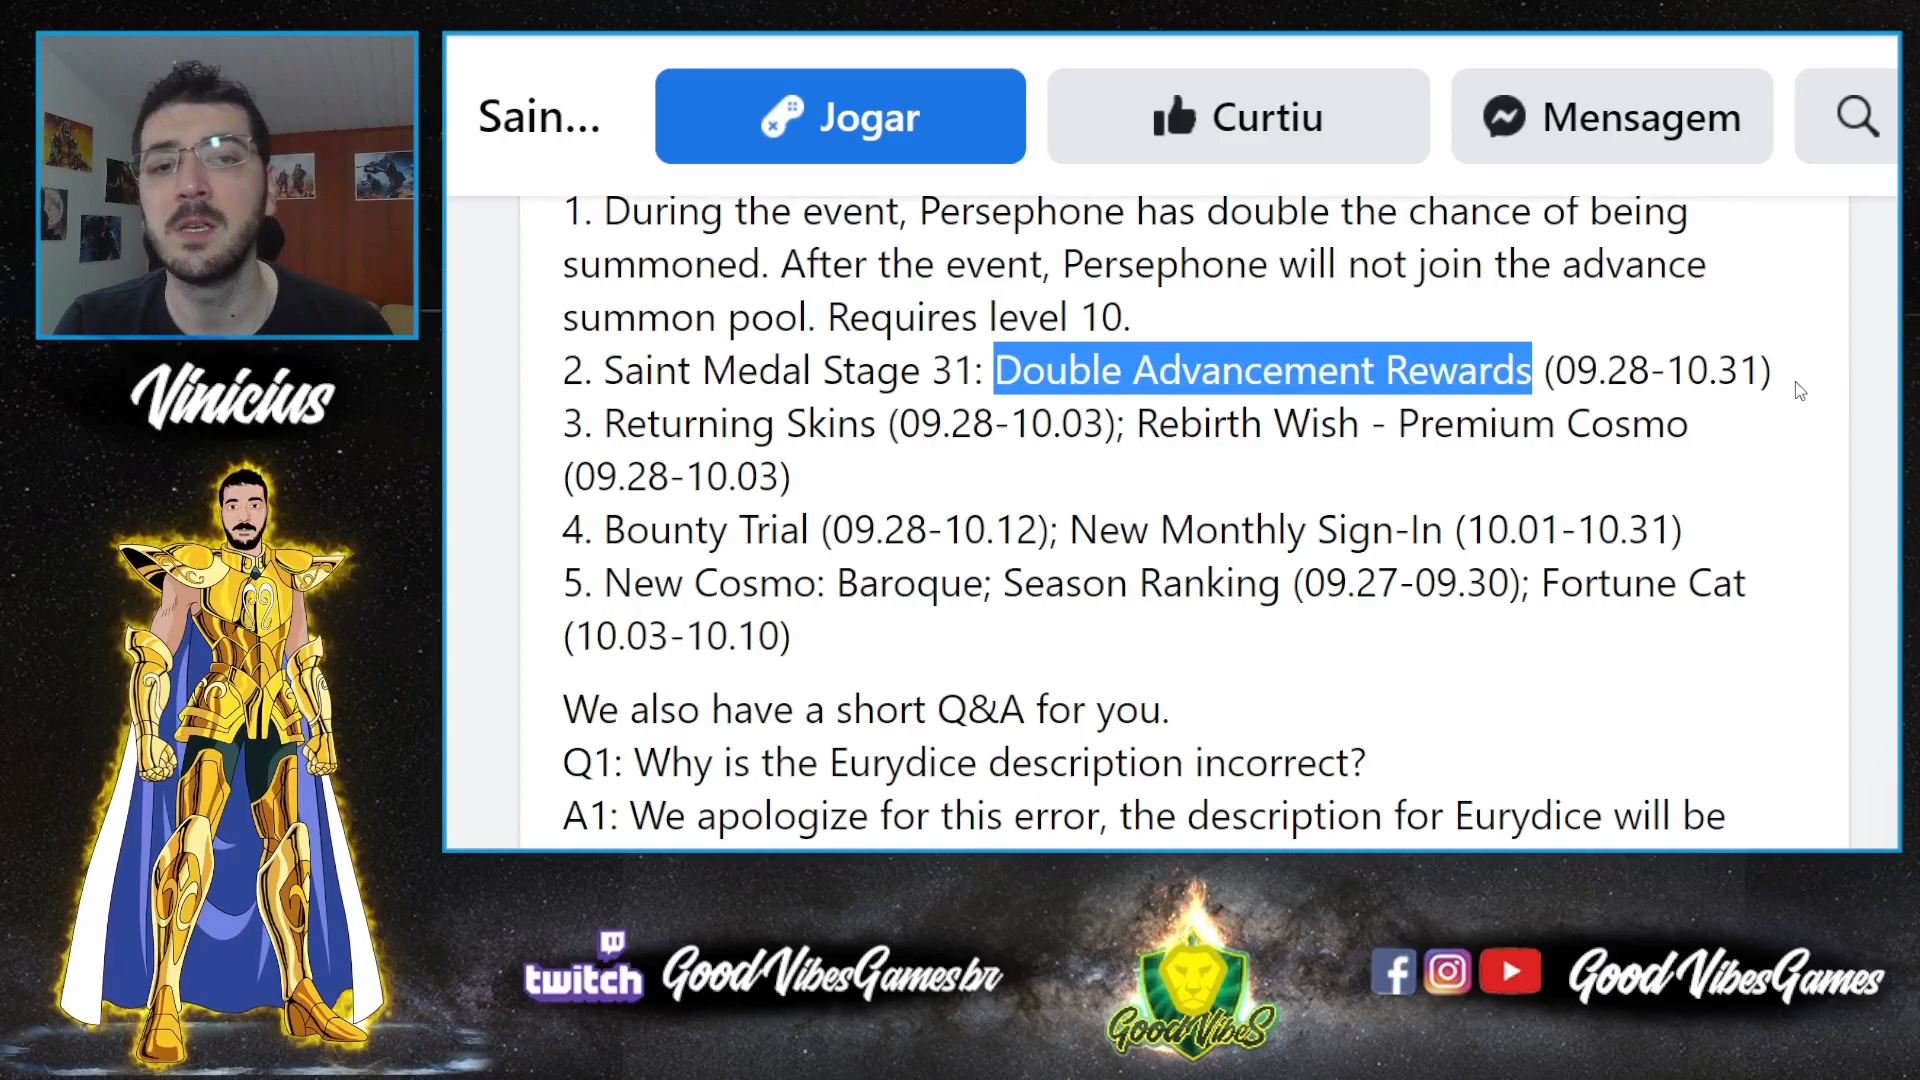 Sain...
Jogar
Curtiu
Mensagem
1. During the event, Persephone has double the chance of being
summoned. After the event, Persephone will not join the advance
summon pool. Requires level 10.
2. Saint Medal Stage 31: Double Advancement Rewards (09.28-10.31)
3. Returning Skins (09.28-10.03); Rebirth Wish - Premium Cosmo
(09.28-10.03)
4. Bounty Trial (09.28-10.12); New Monthly Sign-In (10.01-10.31)
5. New Cosmo: Baroque; Season Ranking (09.27-09.30); Fortune Cat
(10.03-10.10)
We also have a short Q&A for you.
Q1: Why is the Eurydice description incorrect?
A1: We apologize for this error, the description for Eurydice will be
Vinicius
twitch
GoodVibesGamesbr
GoodVibeS
GoodVibesGames